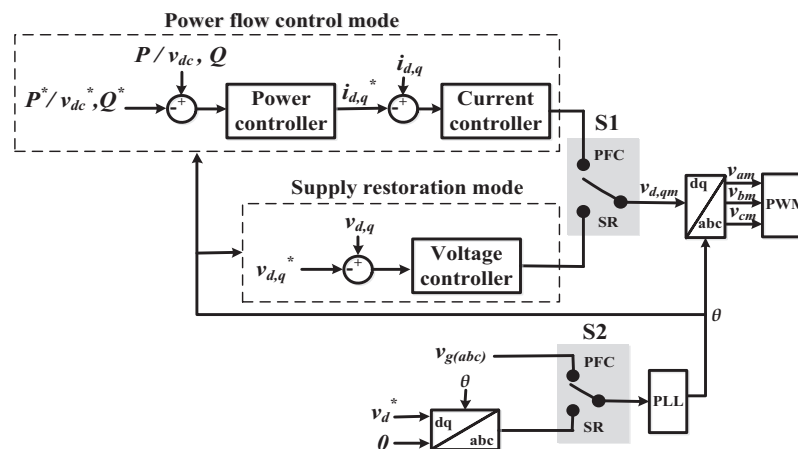 Power flow control mode
P / v_dc , Q
P^* / v_dc^*, Q^*
- +
Power controller
i_d,q^*
i_d,q
- +
Current controller
S1
PFC
SR
v_d,qm
dq
abc
v_am
v_bm
v_cm
PWM
Supply restoration mode
v_d,q
v_d,q^*
- +
Voltage controller
θ
S2
v_g(abc)
PFC
SR
PLL
θ
v_d^*
0
dq
abc